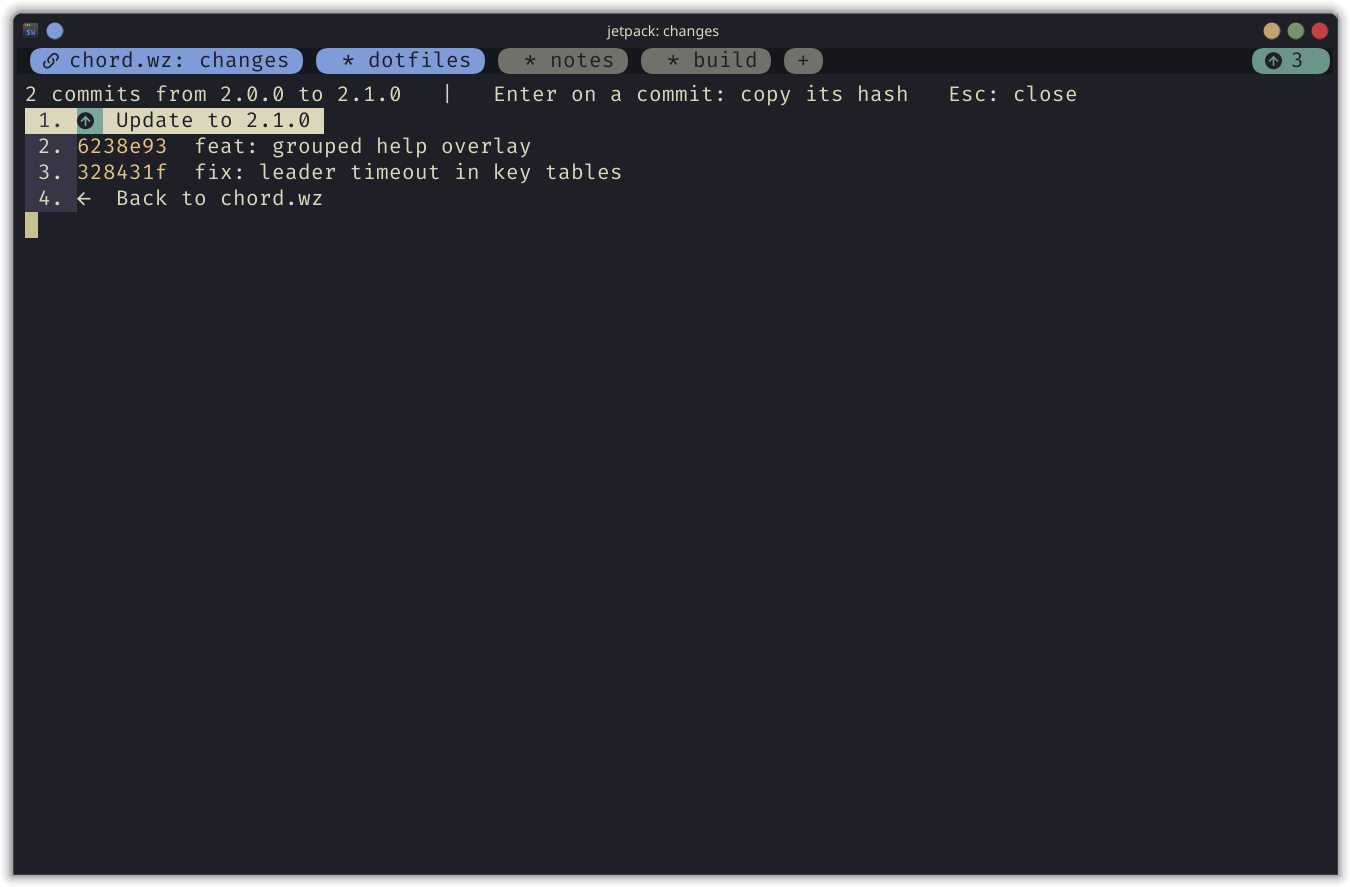 jetpack: changes
chord.wz: changes * dotfiles * notes * build + 3
2 commits from 2.0.0 to 2.1.0 | Enter on a commit: copy its hash Esc: close
1. Update to 2.1.0
2. 6238e93 feat: grouped help overlay
3. 328431f fix: leader timeout in key tables
4. ← Back to chord.wz